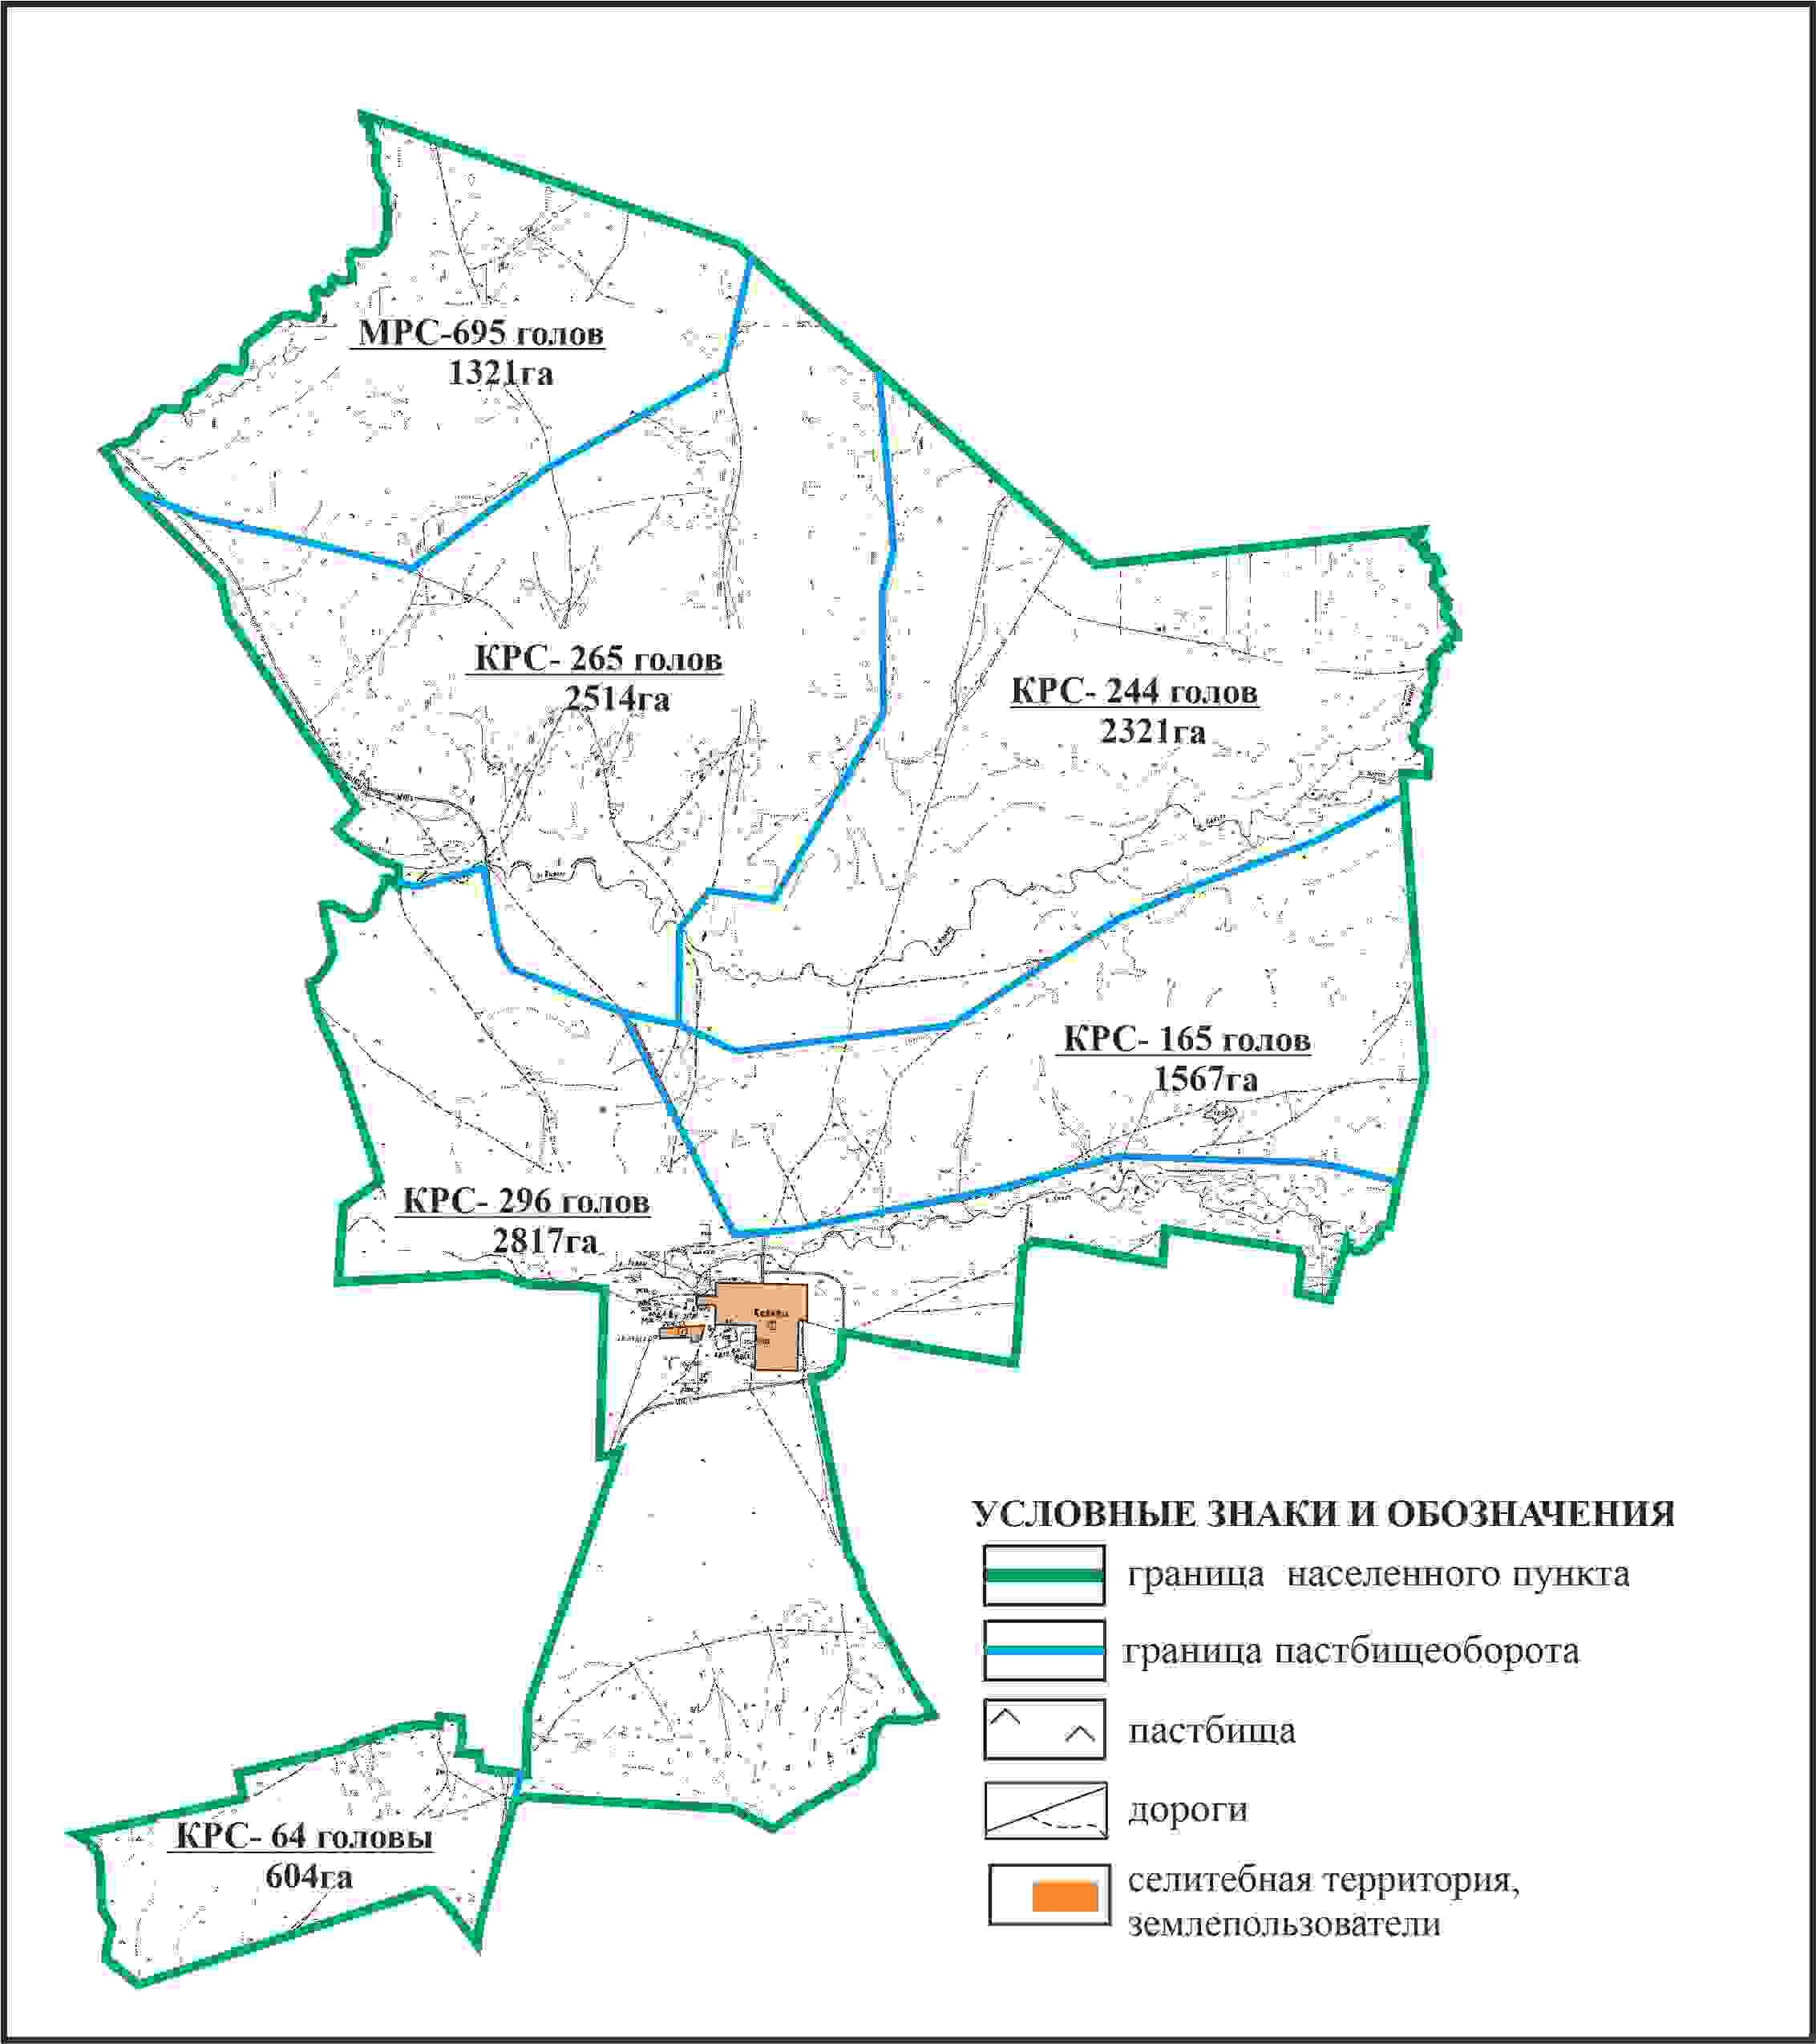 МРС-695 голов
1321га
КРС- 265 голов
2514га
КРС- 244 голов
2321га
КРС- 165 голов
1567га
КРС- 296 голов
2817га
КРС- 64 головы
604га
УСЛОВНЫЕ ЗНАКИ И ОБОЗНАЧЕНИЯ
граница населенного пункта
граница пастбищеоборота
пастбища
дороги
селитебная территория,
землепользователи